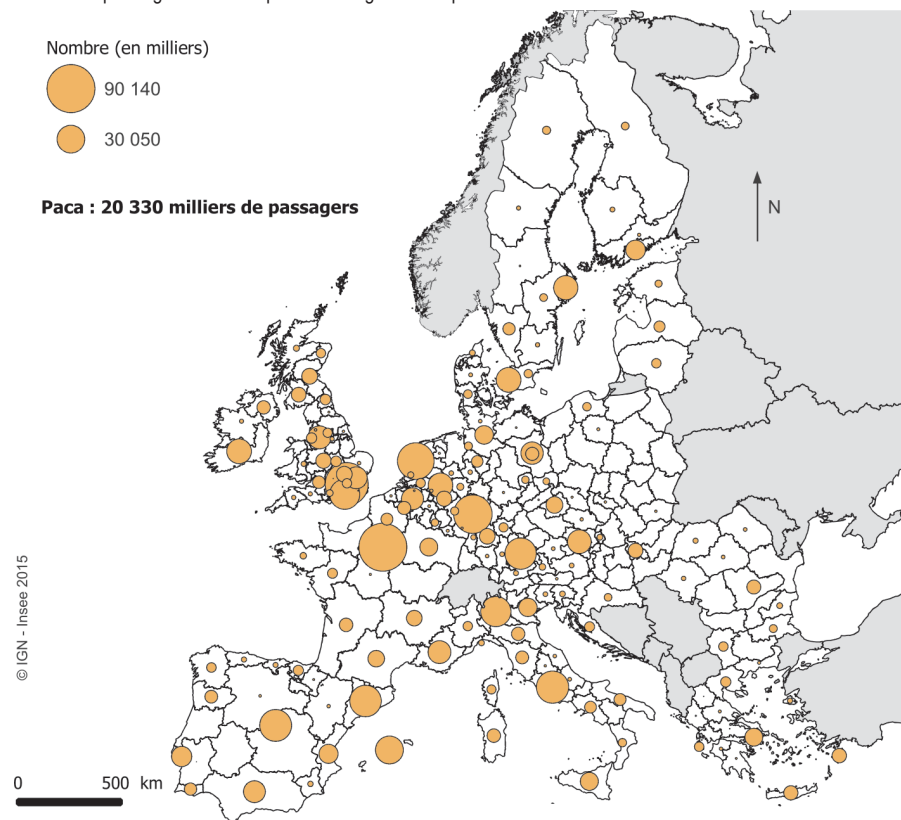 Nombre (en milliers)
90 140
30 050
Paca : 20 330 milliers de passagers
N
© IGN - Insee 2015
0 500 km